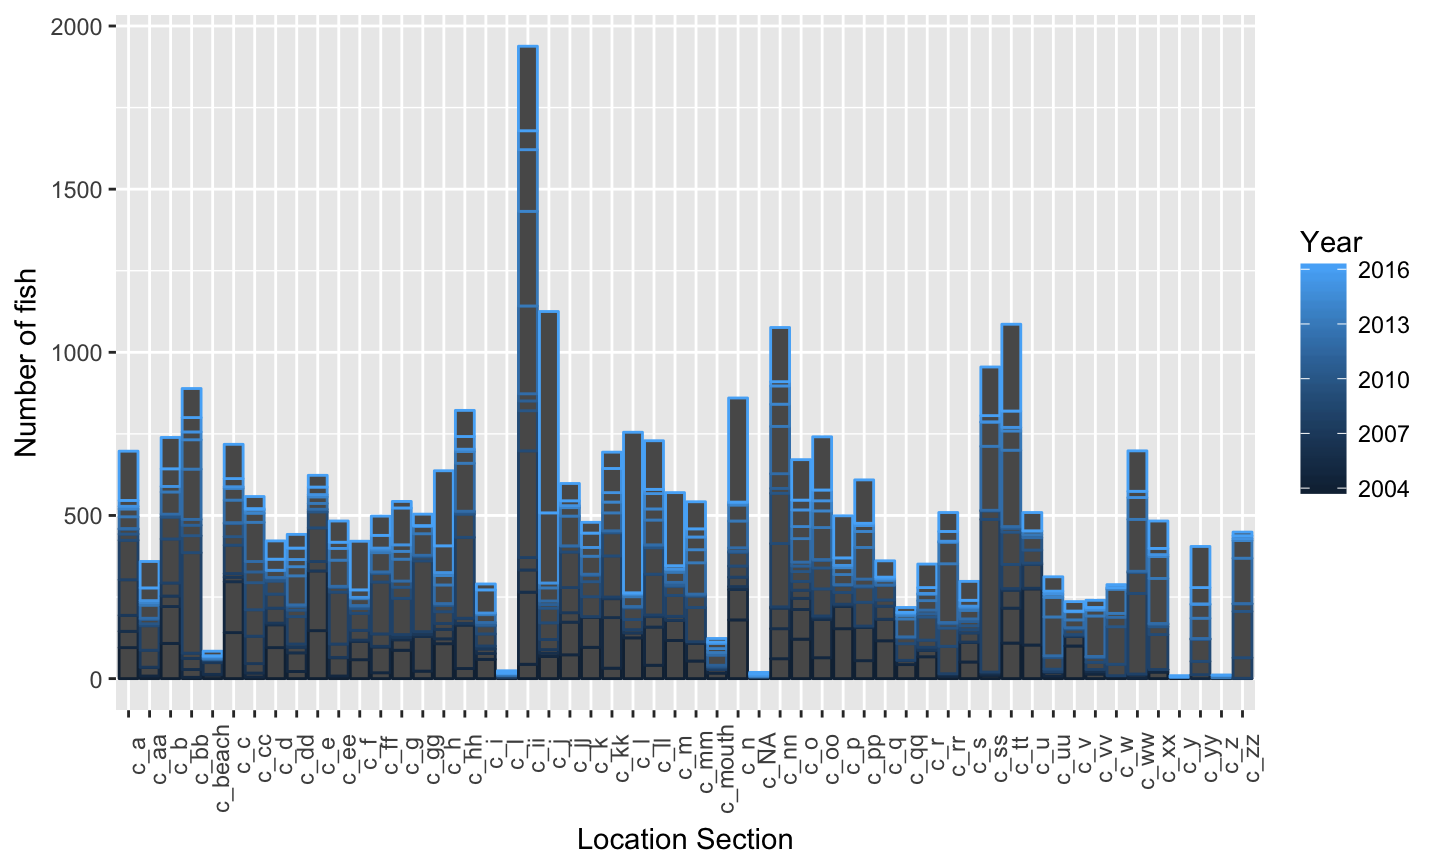 2000
1500
1000
500
0
Number of fish
c_a
c_aa
c_b
c_bb
c_beach
c_c
c_cc
c_d
c_dd
c_e
c_ee
c_f
c_ff
c_g
c_gg
c_h
c_hh
c_i
c_I
c_ii
c_j
c_jj
c_k
c_kk
c_l
c_ll
c_m
c_mm
c_mouth
c_n
c_NA
c_nn
c_o
c_oo
c_p
c_pp
c_q
c_qq
c_r
c_rr
c_s
c_ss
c_tt
c_u
c_uu
c_v
c_vv
c_w
c_ww
c_xx
c_y
c_yy
c_z
c_zz
Location Section
Year
2016
2013
2010
2007
2004